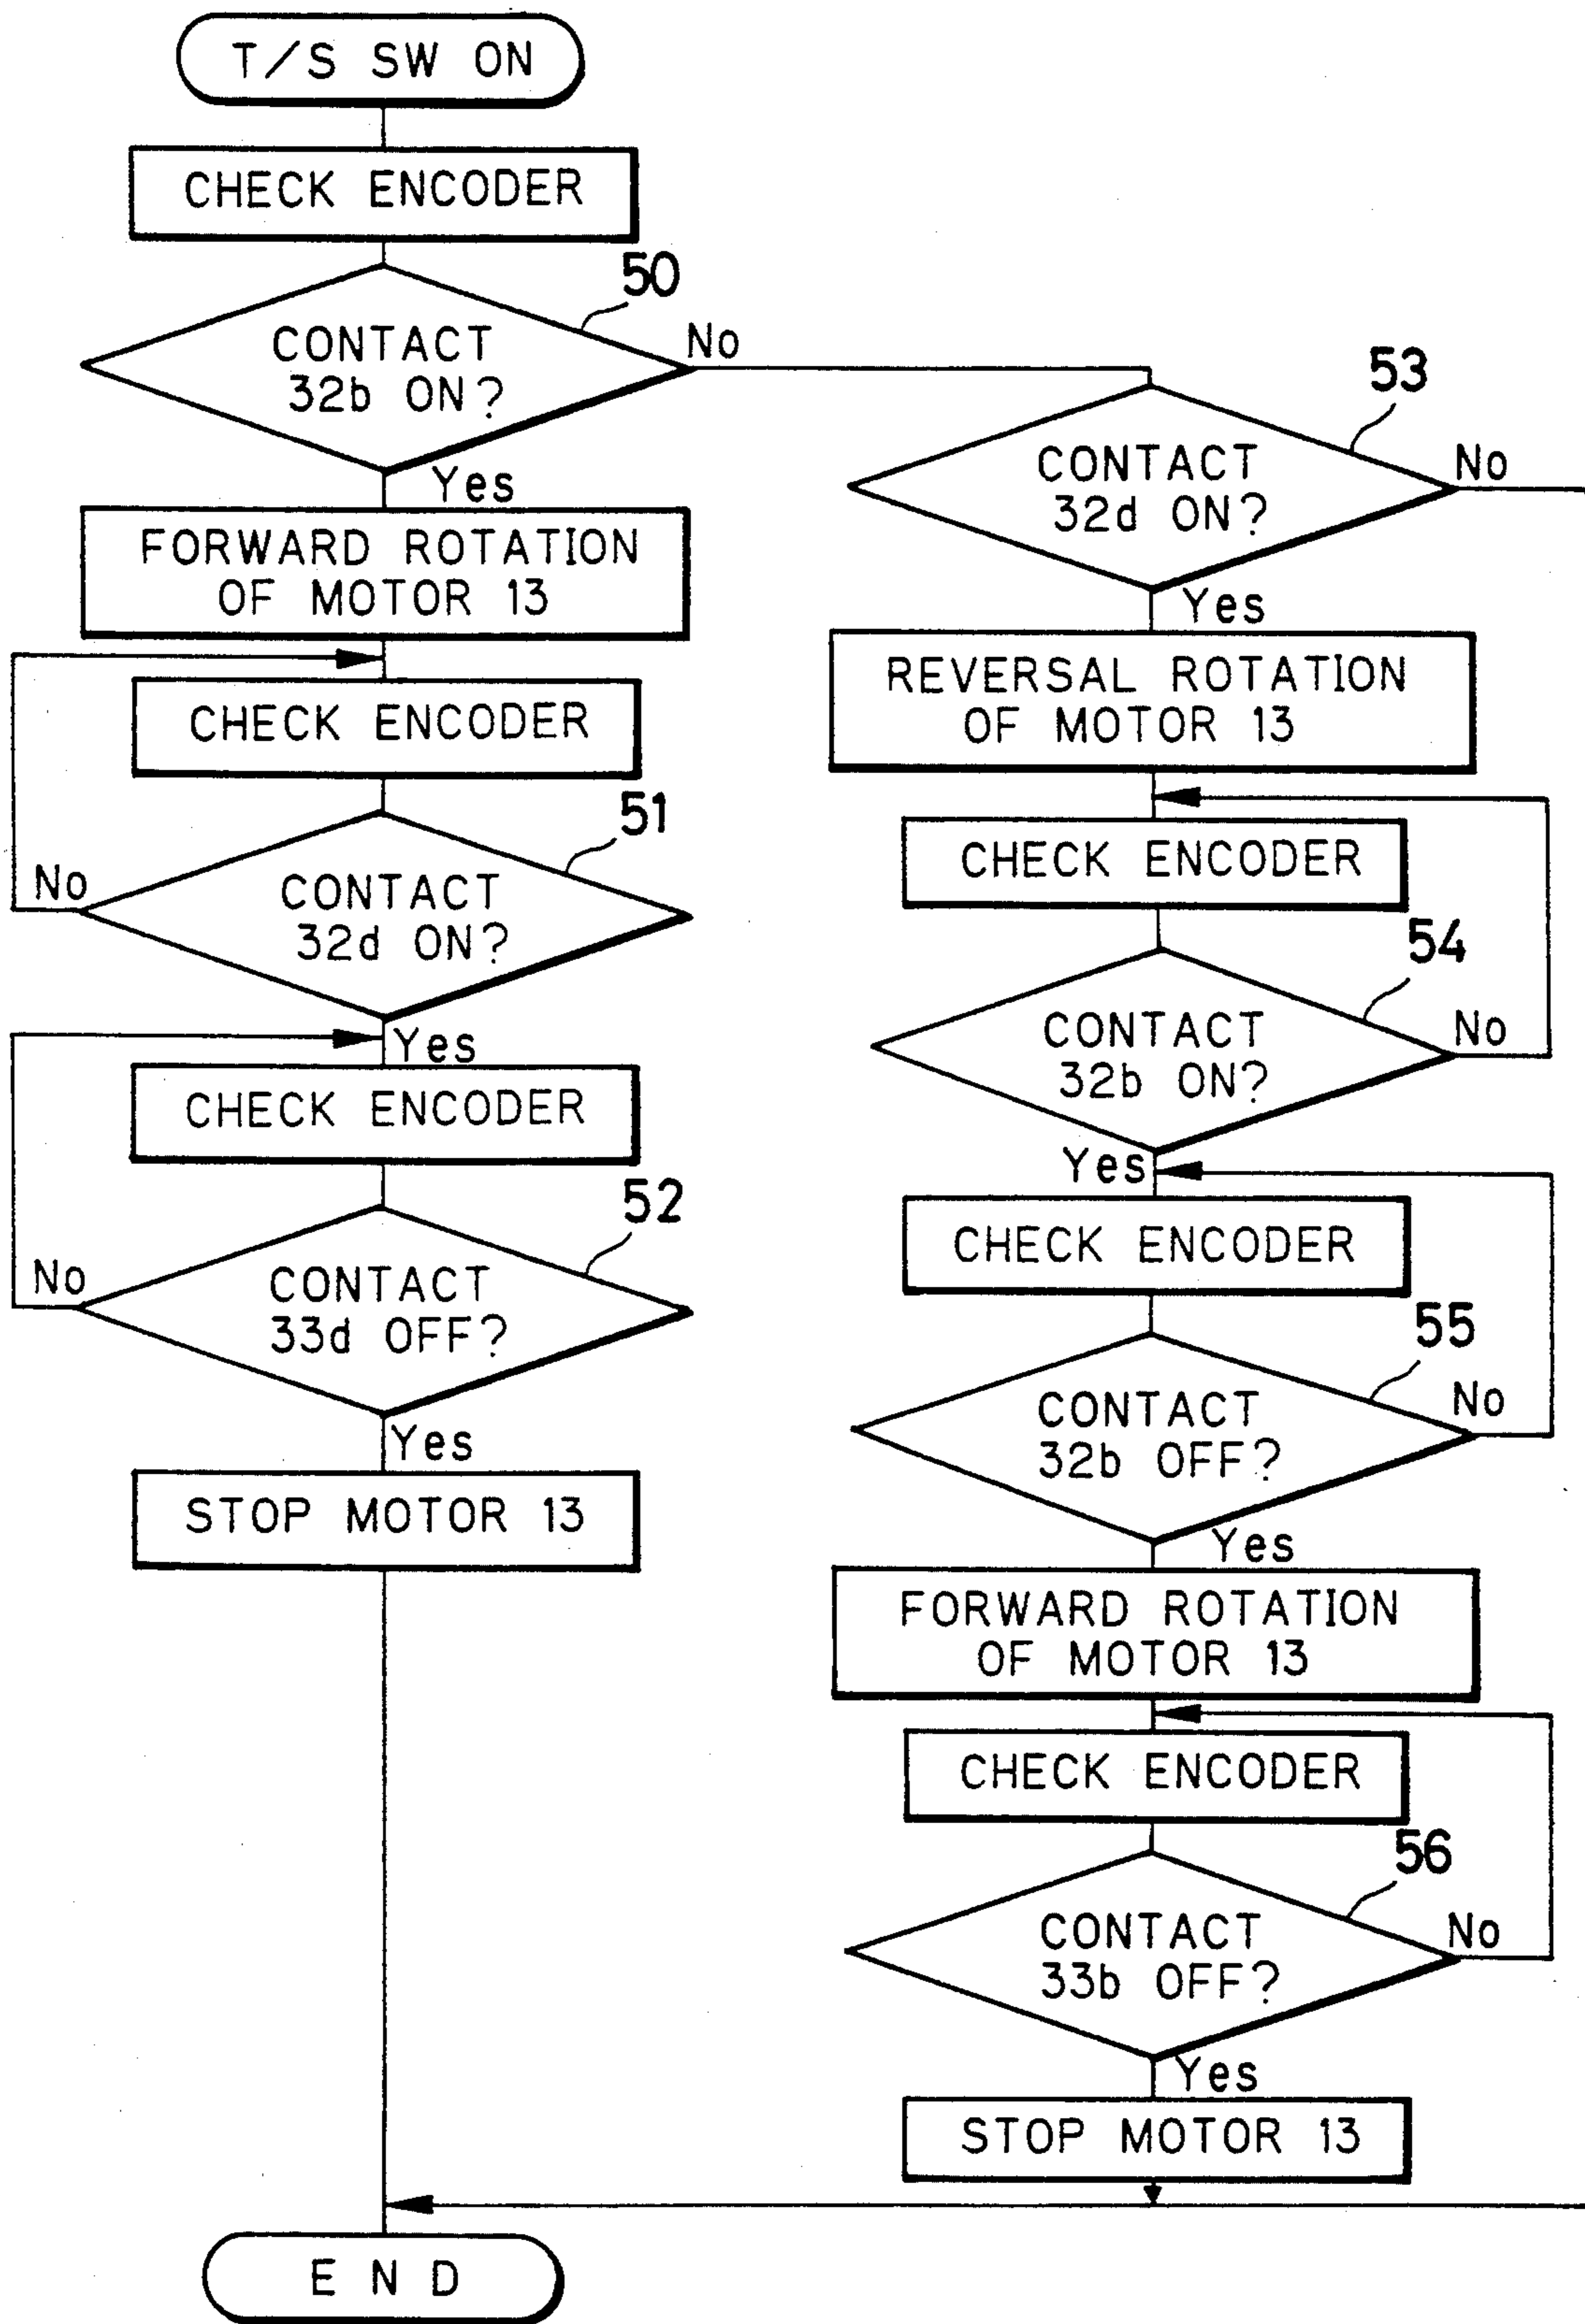 T/S SW ON
CHECK ENCODER
50
CONTACT
32b ON?
No
Yes
FORWARD ROTATION
OF MOTOR 13
CHECK ENCODER
51
CONTACT
32d ON?
No
Yes
CHECK ENCODER
52
CONTACT
33d OFF?
No
Yes
STOP MOTOR 13
53
CONTACT
32d ON?
No
Yes
REVERSAL ROTATION
OF MOTOR 13
CHECK ENCODER
54
CONTACT
32b ON?
No
Yes
CHECK ENCODER
55
CONTACT
32b OFF?
No
Yes
FORWARD ROTATION
OF MOTOR 13
CHECK ENCODER
56
CONTACT
33b OFF?
No
Yes
STOP MOTOR 13
END